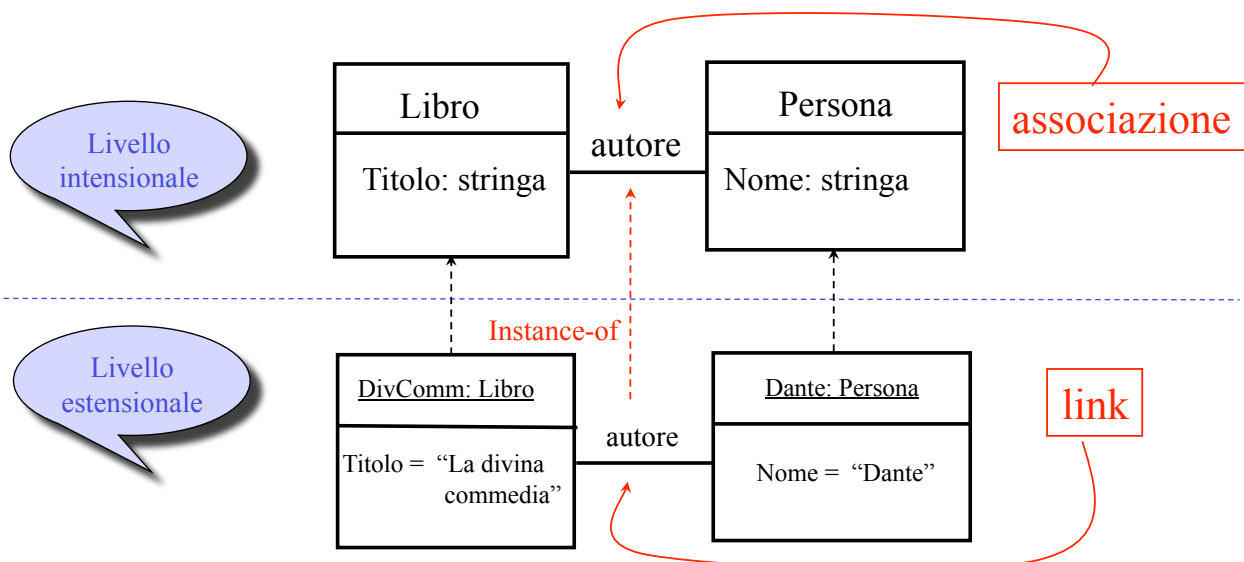 Libro
Persona
associazione
Livello
intensionale
autore
Titolo: stringa
Nome: stringa
Instance-of
Livello
estensionale
DivComm: Libro
Dante: Persona
link
autore
Titolo = “La divina
commedia”
Nome = “Dante”